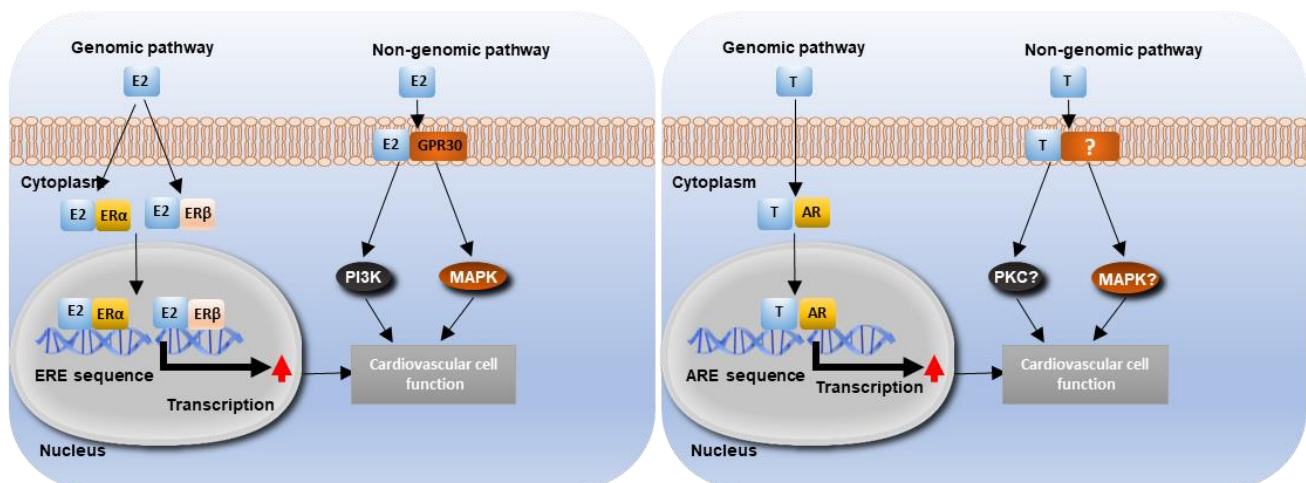 Genomic pathway
Non-genomic pathway
E2
E2
E2
GPR30
Cytoplasm
E2
ERα
E2
ERβ
PI3K
MAPK
E2
ERα
E2
ERβ
ERE sequence
Transcription
Cardiovascular cell
function
Nucleus
Genomic pathway
Non-genomic pathway
T
T
T
?
Cytoplasm
T
AR
PKC?
MAPK?
T
AR
ARE sequence
Transcription
Cardiovascular cell
function
Nucleus